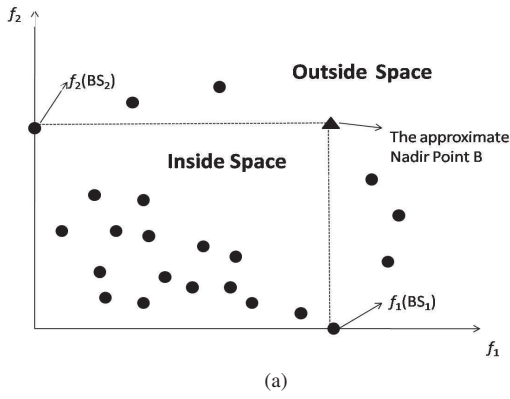 f₂
Outside Space
f₂(BS₂)
The approximate
Nadir Point B
Inside Space
f₁(BS₁)
f₁
(a)